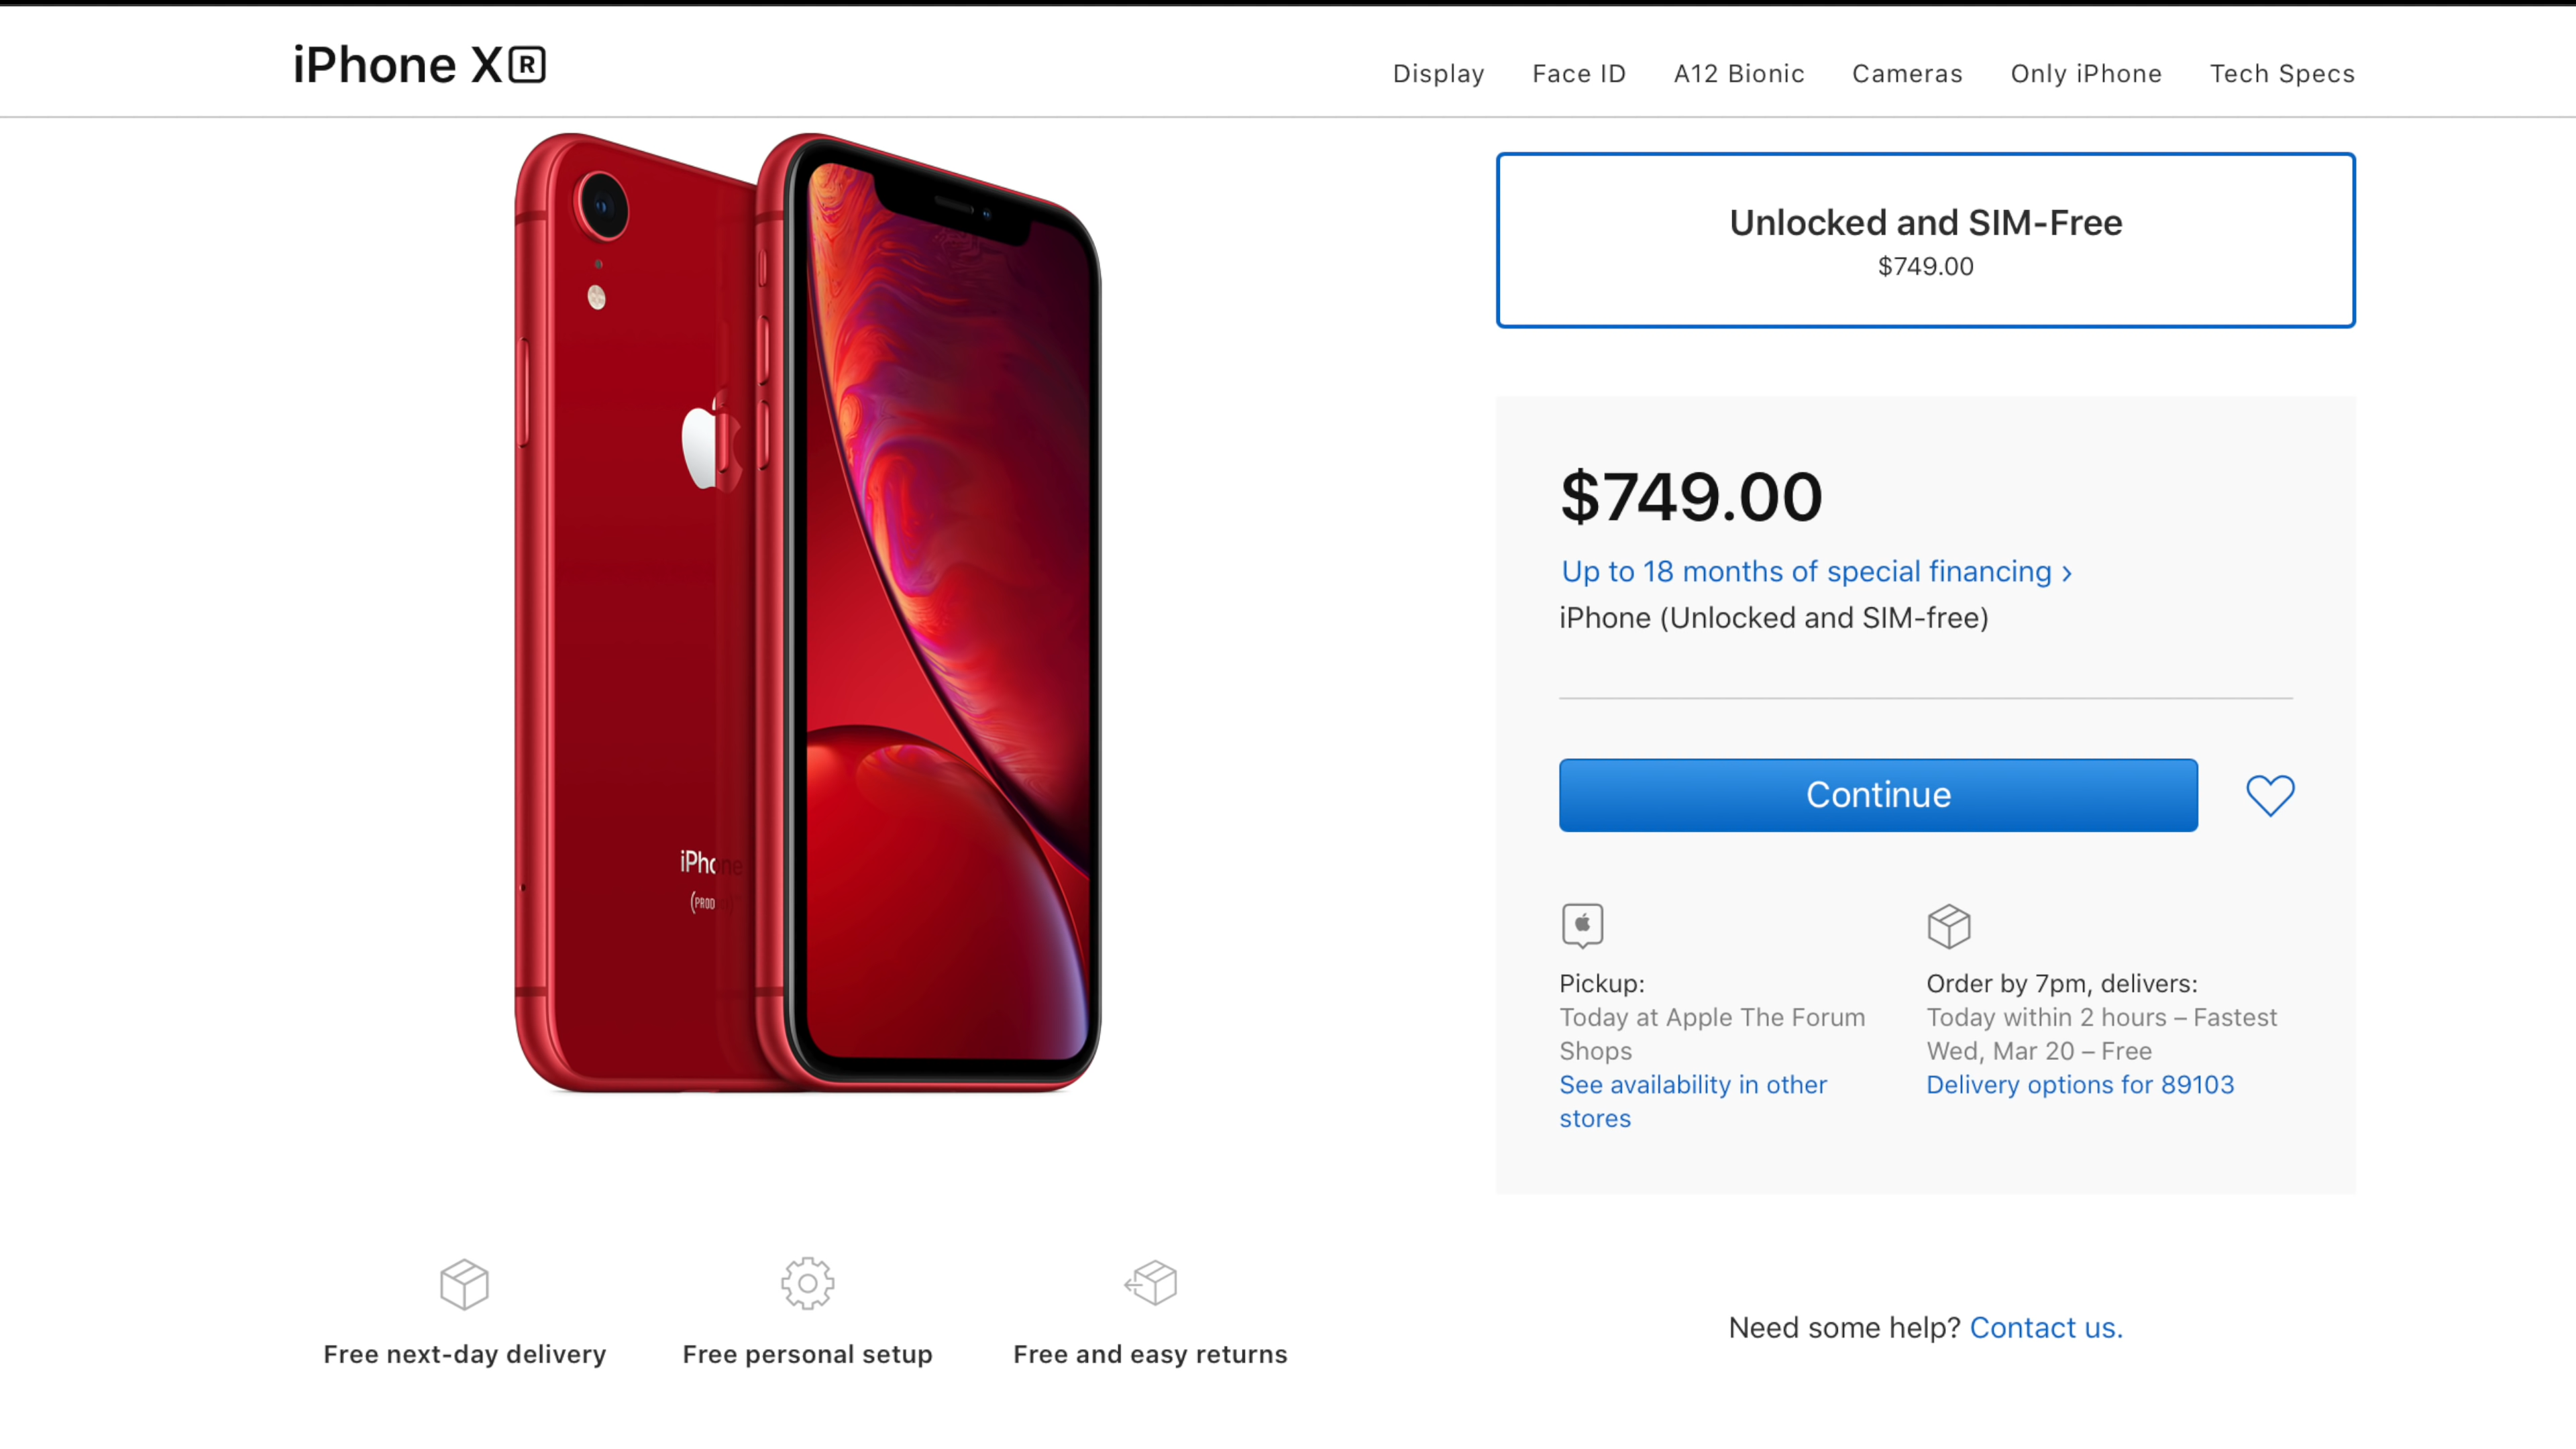 iPhone XR
Display
Face ID
A12 Bionic
Cameras
Only iPhone
Tech Specs
iPho
(PROD
Unlocked and SIM-Free
$749.00
$749.00
Up to 18 months of special financing ›
iPhone (Unlocked and SIM-free)
Continue
Pickup:
Today at Apple The Forum
Shops
See availability in other
stores
Order by 7pm, delivers:
Today within 2 hours – Fastest
Wed, Mar 20 – Free
Delivery options for 89103
Free next-day delivery
Free personal setup
Free and easy returns
Need some help? Contact us.